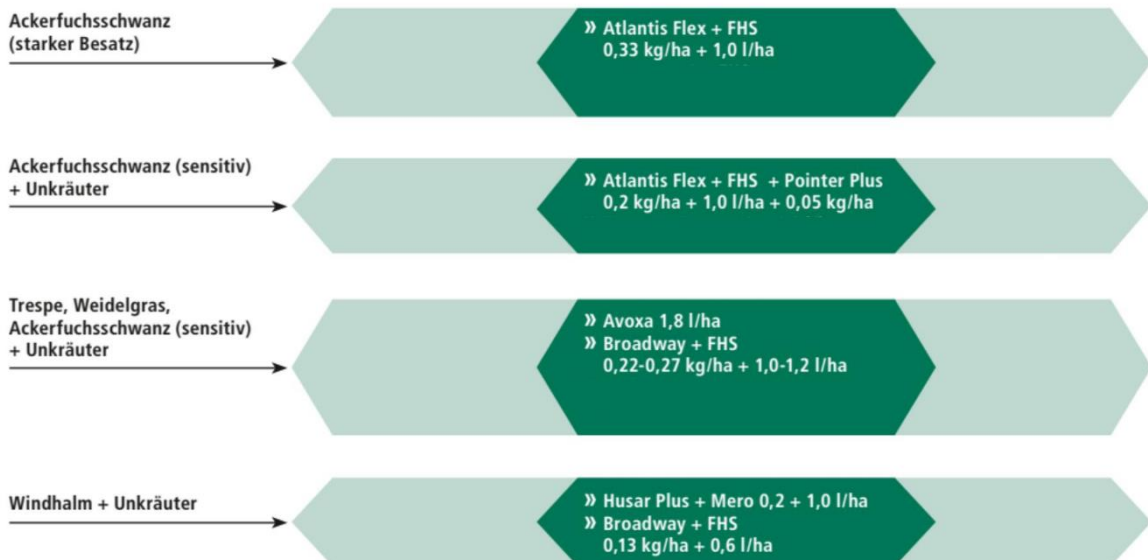 Ackerfuchsschwanz
(starker Besatz)
» Atlantis Flex + FHS
0,33 kg/ha + 1,0 l/ha
Ackerfuchsschwanz (sensitiv)
+ Unkräuter
» Atlantis Flex + FHS + Pointer Plus
0,2 kg/ha + 1,0 l/ha + 0,05 kg/ha
Trespe, Weidelgras,
Ackerfuchsschwanz (sensitiv)
+ Unkräuter
» Avoxa 1,8 l/ha
» Broadway + FHS
0,22-0,27 kg/ha + 1,0-1,2 l/ha
Windhalm + Unkräuter
» Husar Plus + Mero 0,2 + 1,0 l/ha
» Broadway + FHS
0,13 kg/ha + 0,6 l/ha